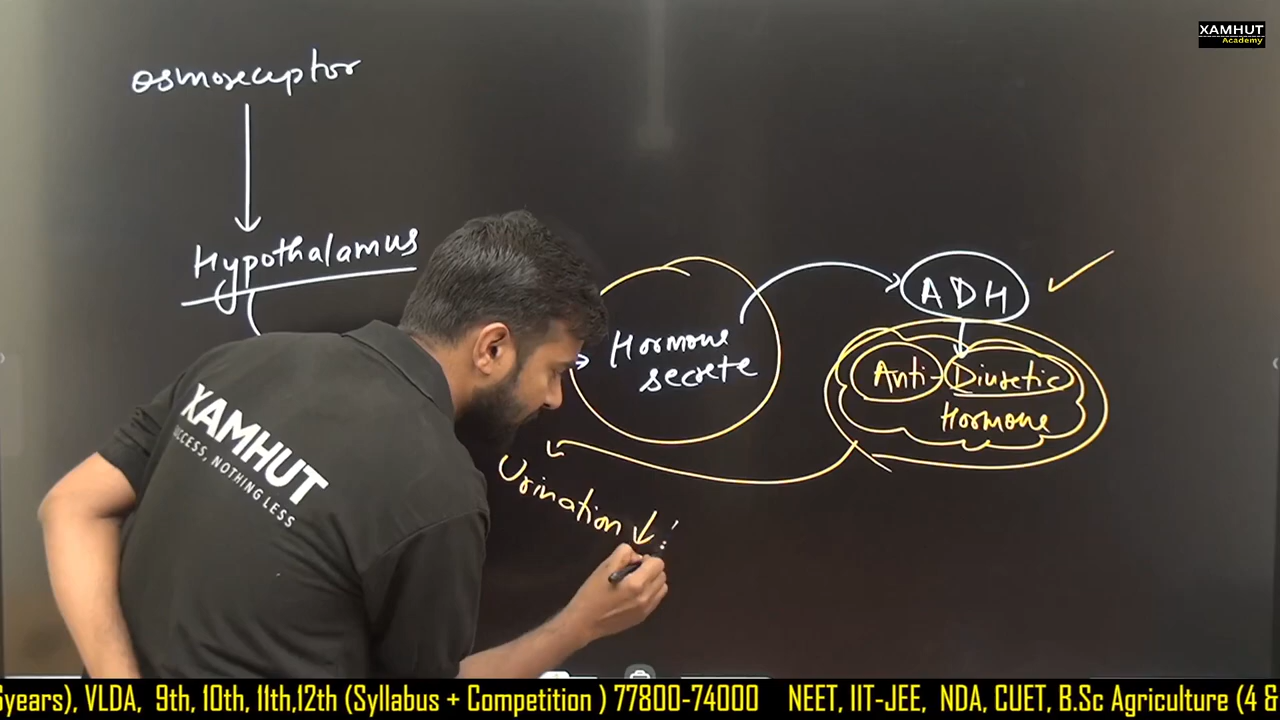 XAMHUT
Academy
osmoreceptor
Hypothalamus
Hormone
secrete
ADH
Anti-Diuretic
Hormone
Urination ↓
XAMHUT
SUCCESS, NOTHING LESS
6years), VLDA, 9th, 10th, 11th,12th (Syllabus + Competition ) 77800-74000 NEET, IIT-JEE, NDA, CUET, B.Sc Agriculture (4 &